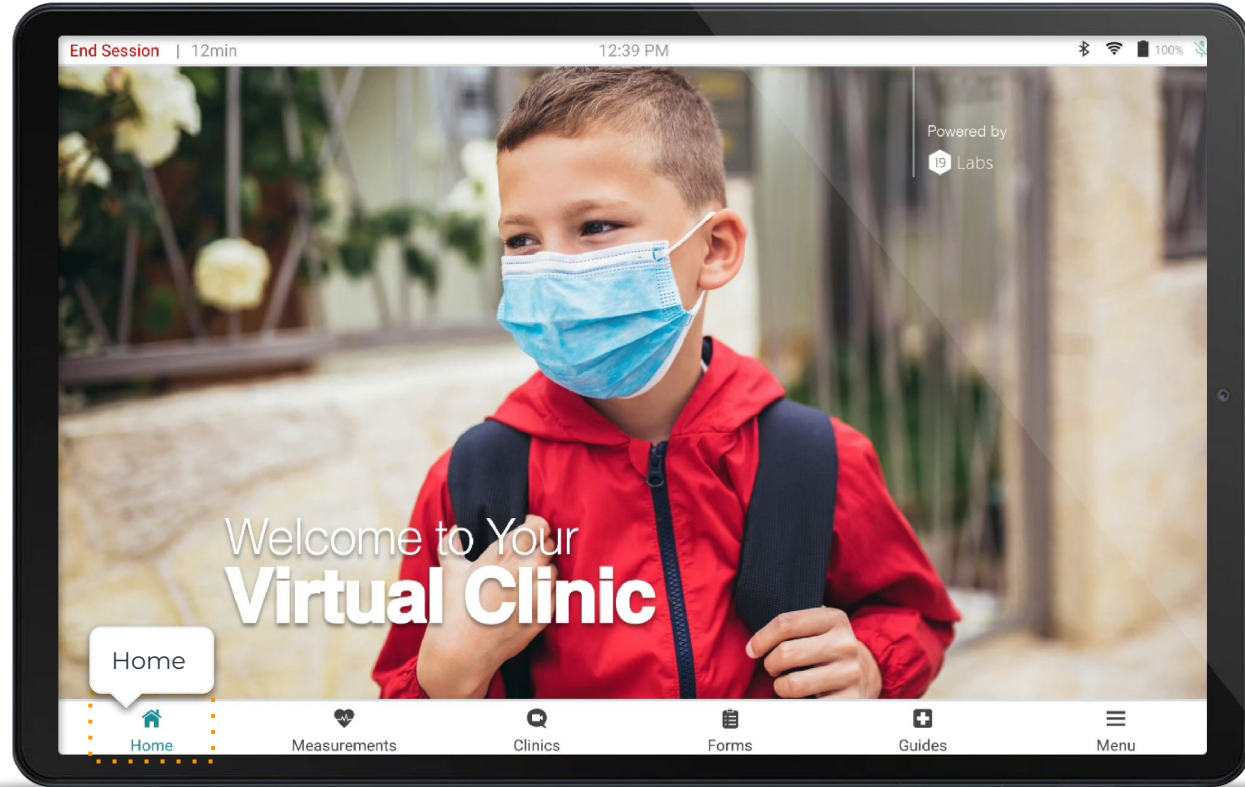 End Session | 12min 12:39 PM 100%
Powered by
19 Labs
Welcome to Your
Virtual Clinic
Home
Home Measurements Clinics Forms Guides Menu